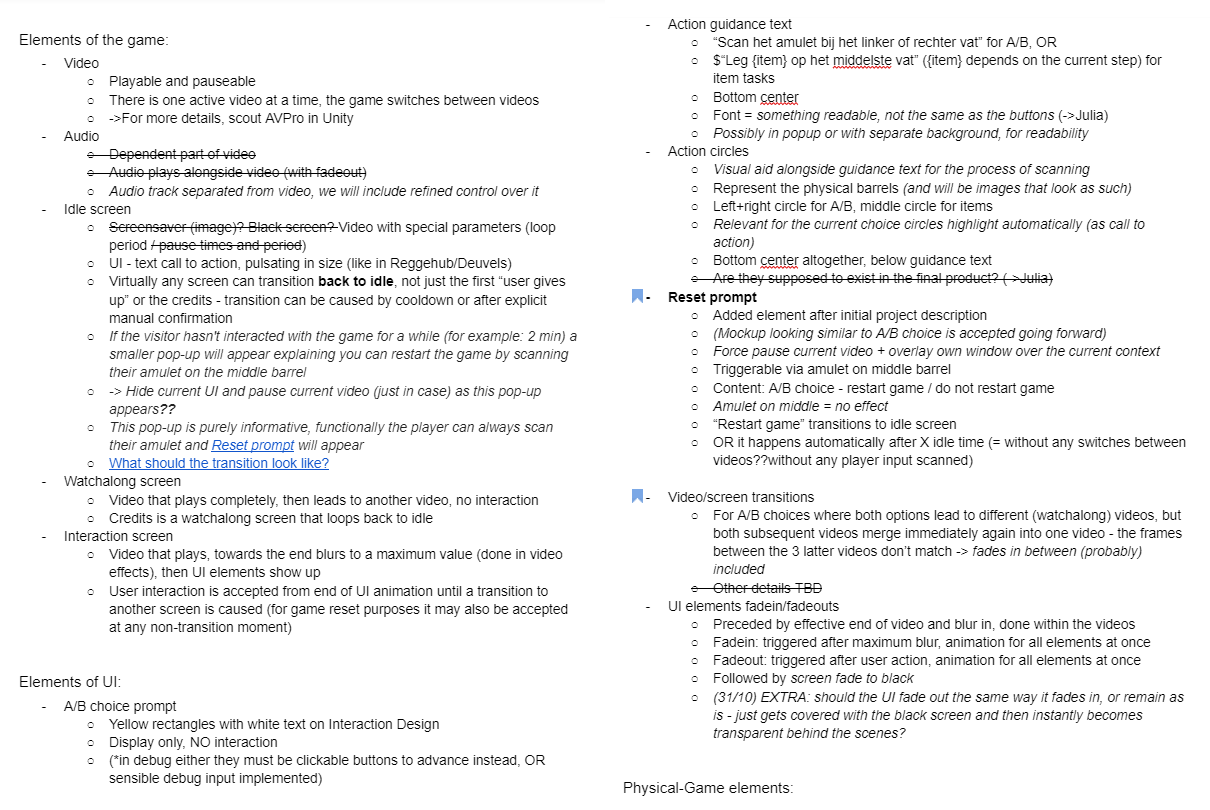 Elements of the game:
- Video
○ Playable and pauseable
○ There is one active video at a time, the game switches between videos
○ ->For more details, scout AVPro in Unity
- Audio
○ Dependent part of video
○ Audio plays alongside video (with fadeout)
○ Audio track separated from video, we will include refined control over it
- Idle screen
○ Screensaver (image)? Black screen? Video with special parameters (loop
period / pause times and period)
○ UI - text call to action, pulsating in size (like in Reggehub/Deuvels)
○ Virtually any screen can transition back to idle, not just the first “user gives
up” or the credits - transition can be caused by cooldown or after explicit
manual confirmation
○ If the visitor hasn't interacted with the game for a while (for example: 2 min) a
smaller pop-up will appear explaining you can restart the game by scanning
their amulet on the middle barrel
○ -> Hide current UI and pause current video (just in case) as this pop-up
appears??
○ This pop-up is purely informative, functionally the player can always scan
their amulet and Reset prompt will appear
○ What should the transition look like?
- Watchalong screen
○ Video that plays completely, then leads to another video, no interaction
○ Credits is a watchalong screen that loops back to idle
- Interaction screen
○ Video that plays, towards the end blurs to a maximum value (done in video
effects), then UI elements show up
○ User interaction is accepted from end of UI animation until a transition to
another screen is caused (for game reset purposes it may also be accepted
at any non-transition moment)
Elements of UI:
- A/B choice prompt
○ Yellow rectangles with white text on Interaction Design
○ Display only, NO interaction
○ (*in debug either they must be clickable buttons to advance instead, OR
sensible debug input implemented)
- Action guidance text
○ “Scan het amulet bij het linker of rechter vat” for A/B, OR
○ $“Leg {item} op het middelste vat” ({item} depends on the current step) for
item tasks
○ Bottom center
○ Font = something readable, not the same as the buttons (->Julia)
○ Possibly in popup or with separate background, for readability
- Action circles
○ Visual aid alongside guidance text for the process of scanning
○ Represent the physical barrels (and will be images that look as such)
○ Left+right circle for A/B, middle circle for items
○ Relevant for the current choice circles highlight automatically (as call to
action)
○ Bottom center altogether, below guidance text
○ Are they supposed to exist in the final product? (->Julia)
- Reset prompt
○ Added element after initial project description
○ (Mockup looking similar to A/B choice is accepted going forward)
○ Force pause current video + overlay own window over the current context
○ Triggerable via amulet on middle barrel
○ Content: A/B choice - restart game / do not restart game
○ Amulet on middle = no effect
○ “Restart game” transitions to idle screen
○ OR it happens automatically after X idle time (= without any switches between
videos??without any player input scanned)
- Video/screen transitions
○ For A/B choices where both options lead to different (watchalong) videos, but
both subsequent videos merge immediately again into one video - the frames
between the 3 latter videos don’t match -> fades in between (probably)
included
○ Other details TBD
- UI elements fadein/fadeouts
○ Preceded by effective end of video and blur in, done within the videos
○ Fadein: triggered after maximum blur, animation for all elements at once
○ Fadeout: triggered after user action, animation for all elements at once
○ Followed by screen fade to black
○ (31/10) EXTRA: should the UI fade out the same way it fades in, or remain as
is - just gets covered with the black screen and then instantly becomes
transparent behind the scenes?
Physical-Game elements: